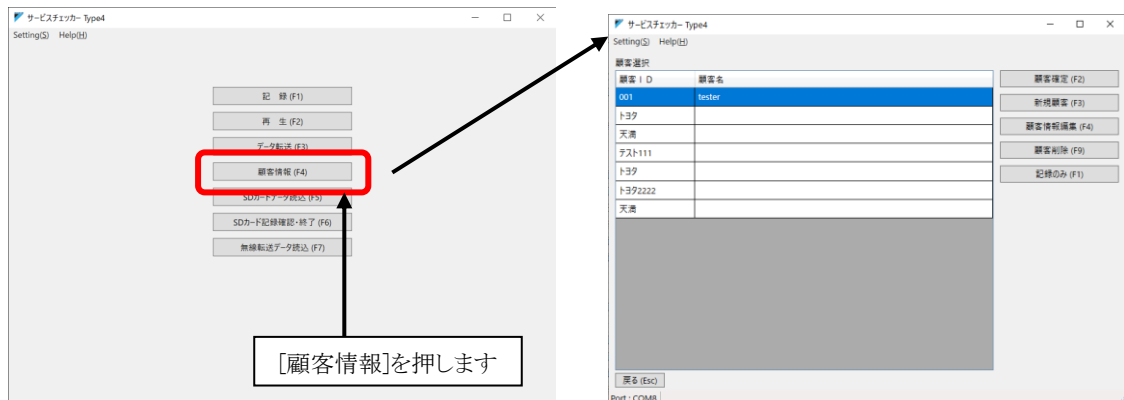 サービスチェッカー Type4
Setting(S) Help(H)
記 録 (F1)
再 生 (F2)
データ転送 (F3)
顧客情報 (F4)
SDカードデータ読込 (F5)
SDカード記録確認・終了 (F6)
無線転送データ読込 (F7)
[顧客情報]を押します
サービスチェッカー Type4
Setting(S) Help(H)
顧客選択
顧客ＩＤ 顧客名
001 tester
トヨタ
天満
テスト111
トヨタ
トヨタ2222
天満
顧客確定 (F2)
新規顧客 (F3)
顧客情報編集 (F4)
顧客削除 (F9)
記録のみ (F1)
戻る (Esc)
Port : COM8